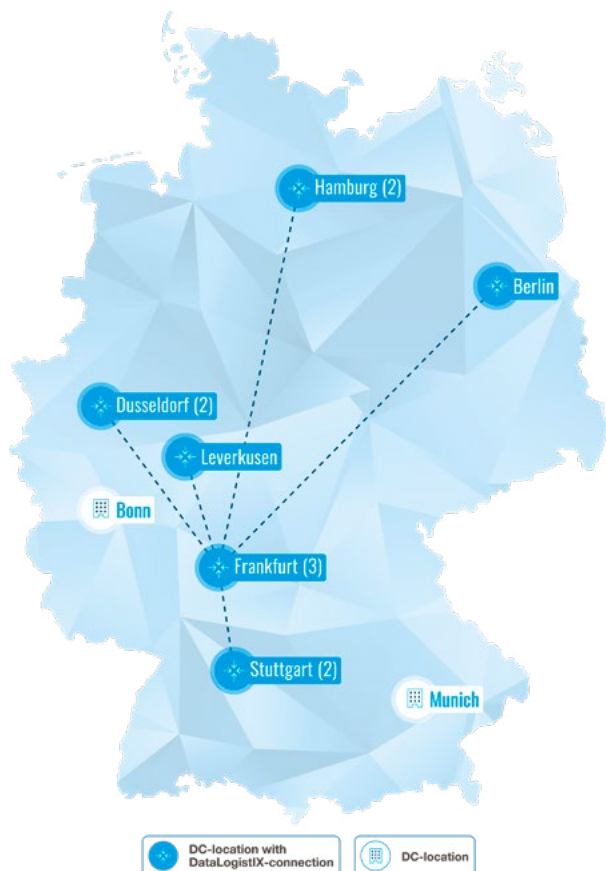 Hamburg (2)
Berlin
Dusseldorf (2)
Leverkusen
Bonn
Frankfurt (3)
Stuttgart (2)
Munich
DC-location with
DataLogistIX-connection
DC-location